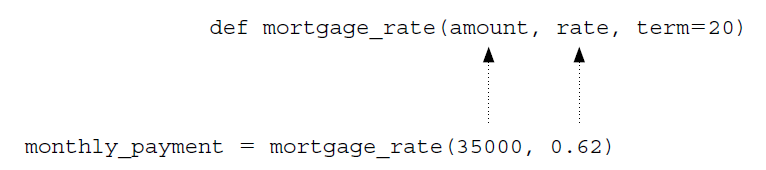 def mortgage_rate(amount, rate, term=20)
monthly_payment = mortgage_rate(35000, 0.62)